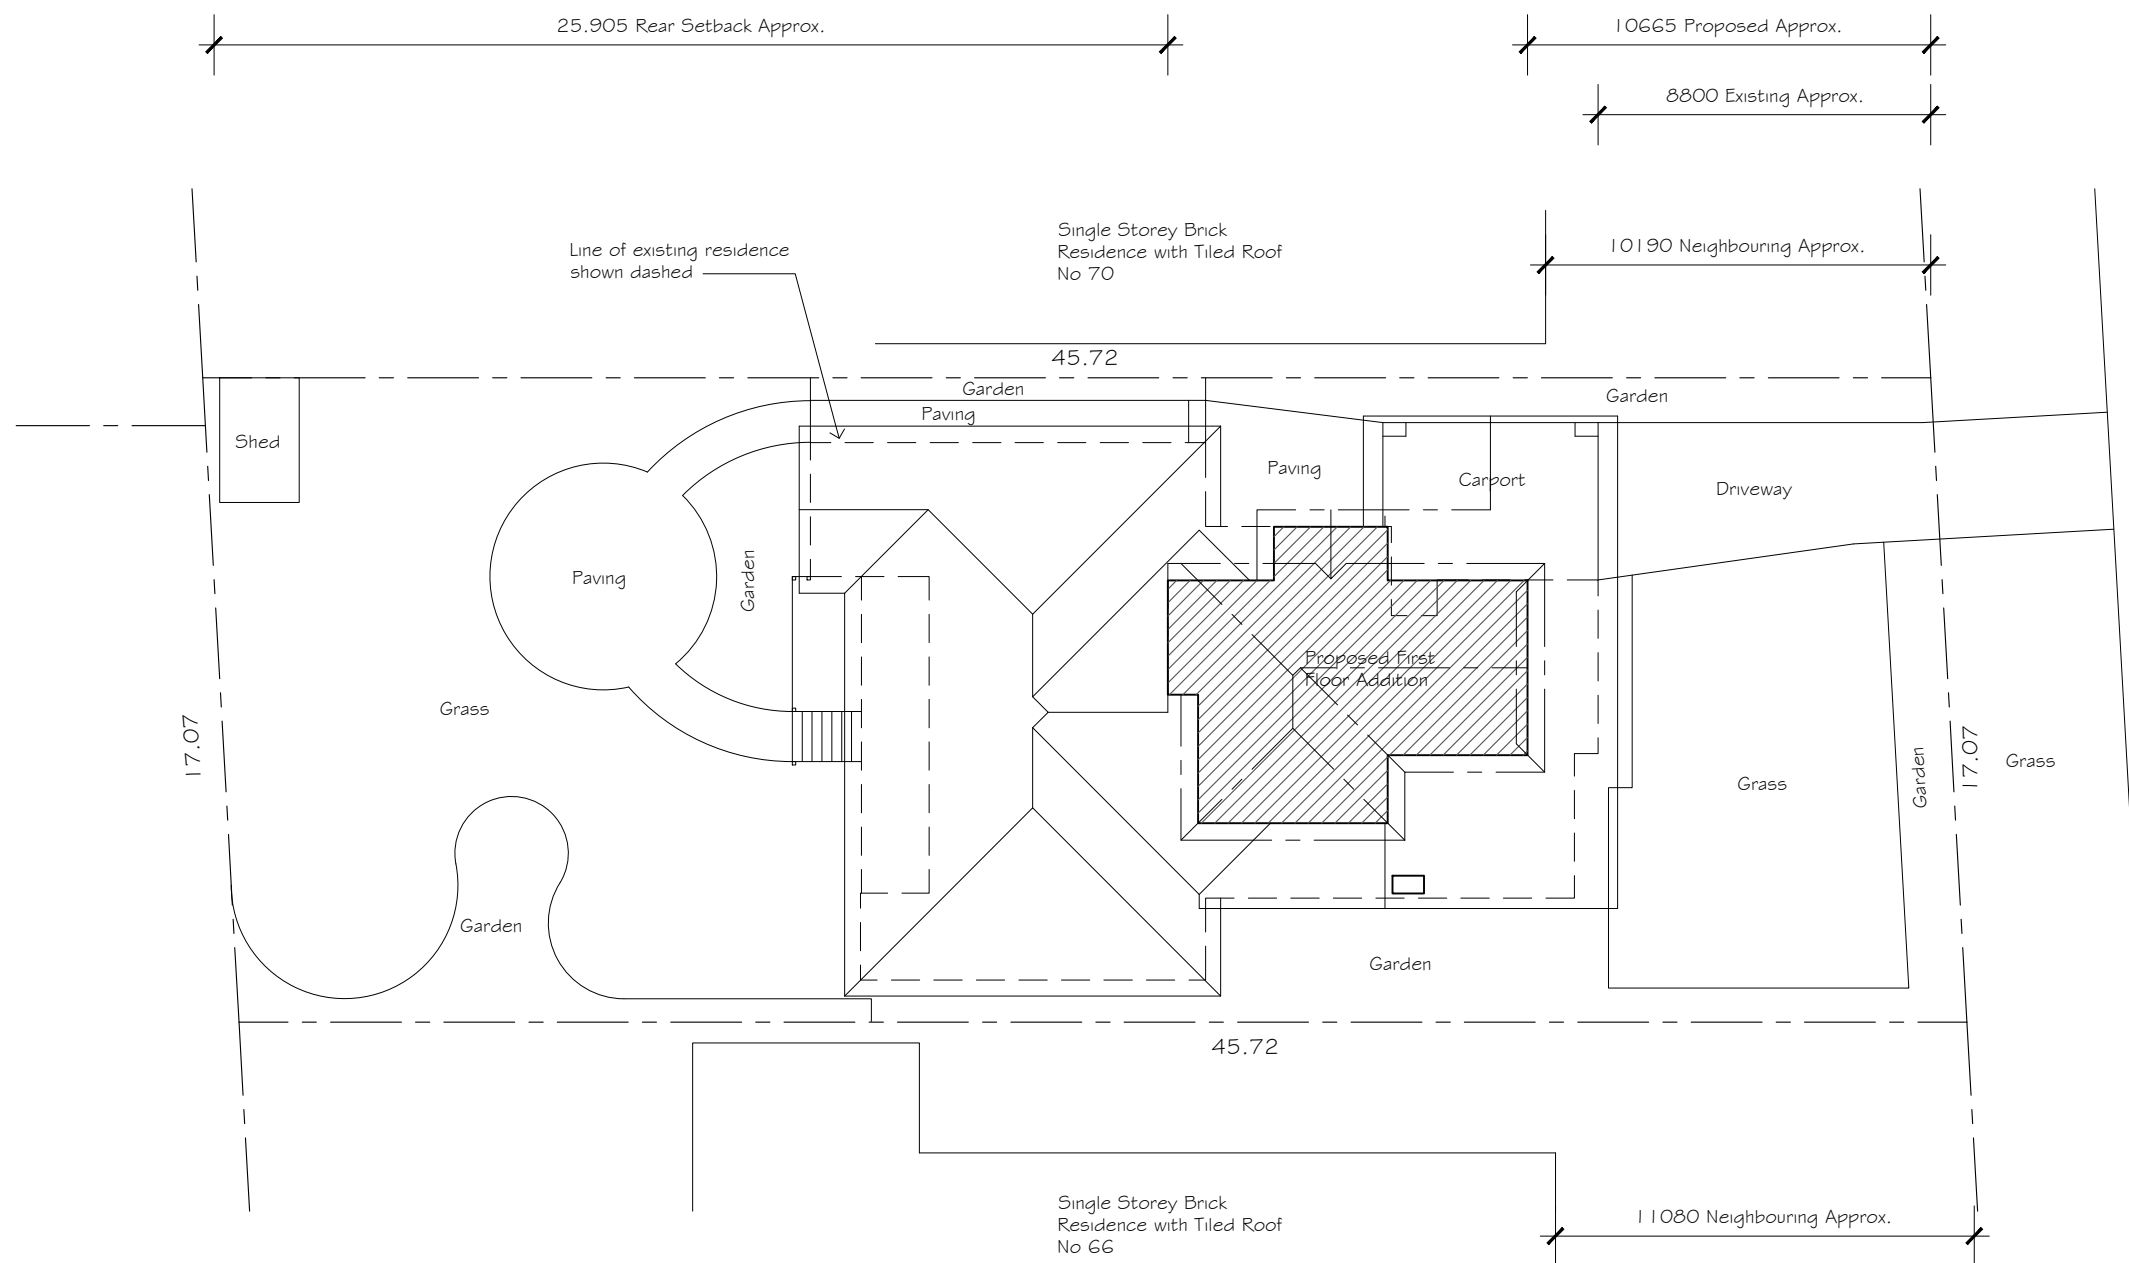 25.905 Rear Setback Approx.
10665 Proposed Approx.
8800 Existing Approx.
Single Storey Brick
Residence with Tiled Roof
No 70
10190 Neighbouring Approx.
Line of existing residence
shown dashed
45.72
Garden
Garden
Paving
Shed
Paving
Carport
Driveway
Paving
Garden
Proposed First
Floor Addition
Grass
17.07
Grass
Garden
17.07
Grass
Garden
Garden
45.72
Single Storey Brick
Residence with Tiled Roof
No 66
11080 Neighbouring Approx.